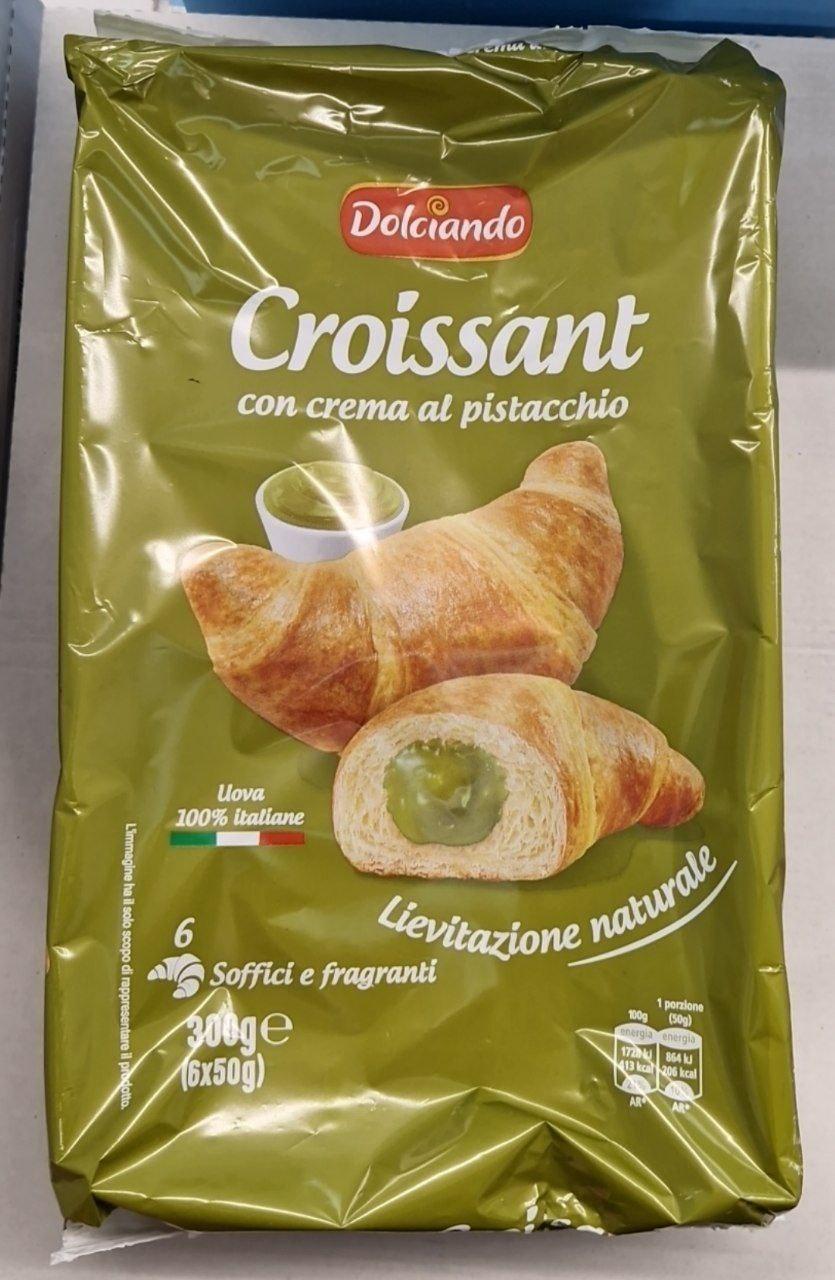 Dolciando
Croissant
con crema al pistacchio
Uova
100% italiane
Lievitazione naturale
6
Soffici e fragranti
300g e
(6x50g)
L'immagine ha il solo scopo di rappresentare il prodotto.
1 porzione
100g (50g)
energia energia
864 kJ
413 kcal 206 kcal
AR* AR*